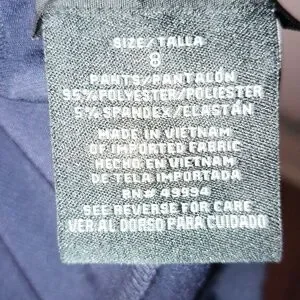 SIZE/TALLA
8
PANTS/PANTALÓN
95% POLYESTER/POLIESTER
5% SPANDEX/ELASTÁN
MADE IN VIETNAM
OF IMPORTED FABRIC
HECHO EN VIETNAM
DE TELA IMPORTADA
RN# 49994
SEE REVERSE FOR CARE
VER AL DORSO PARA CUIDADO